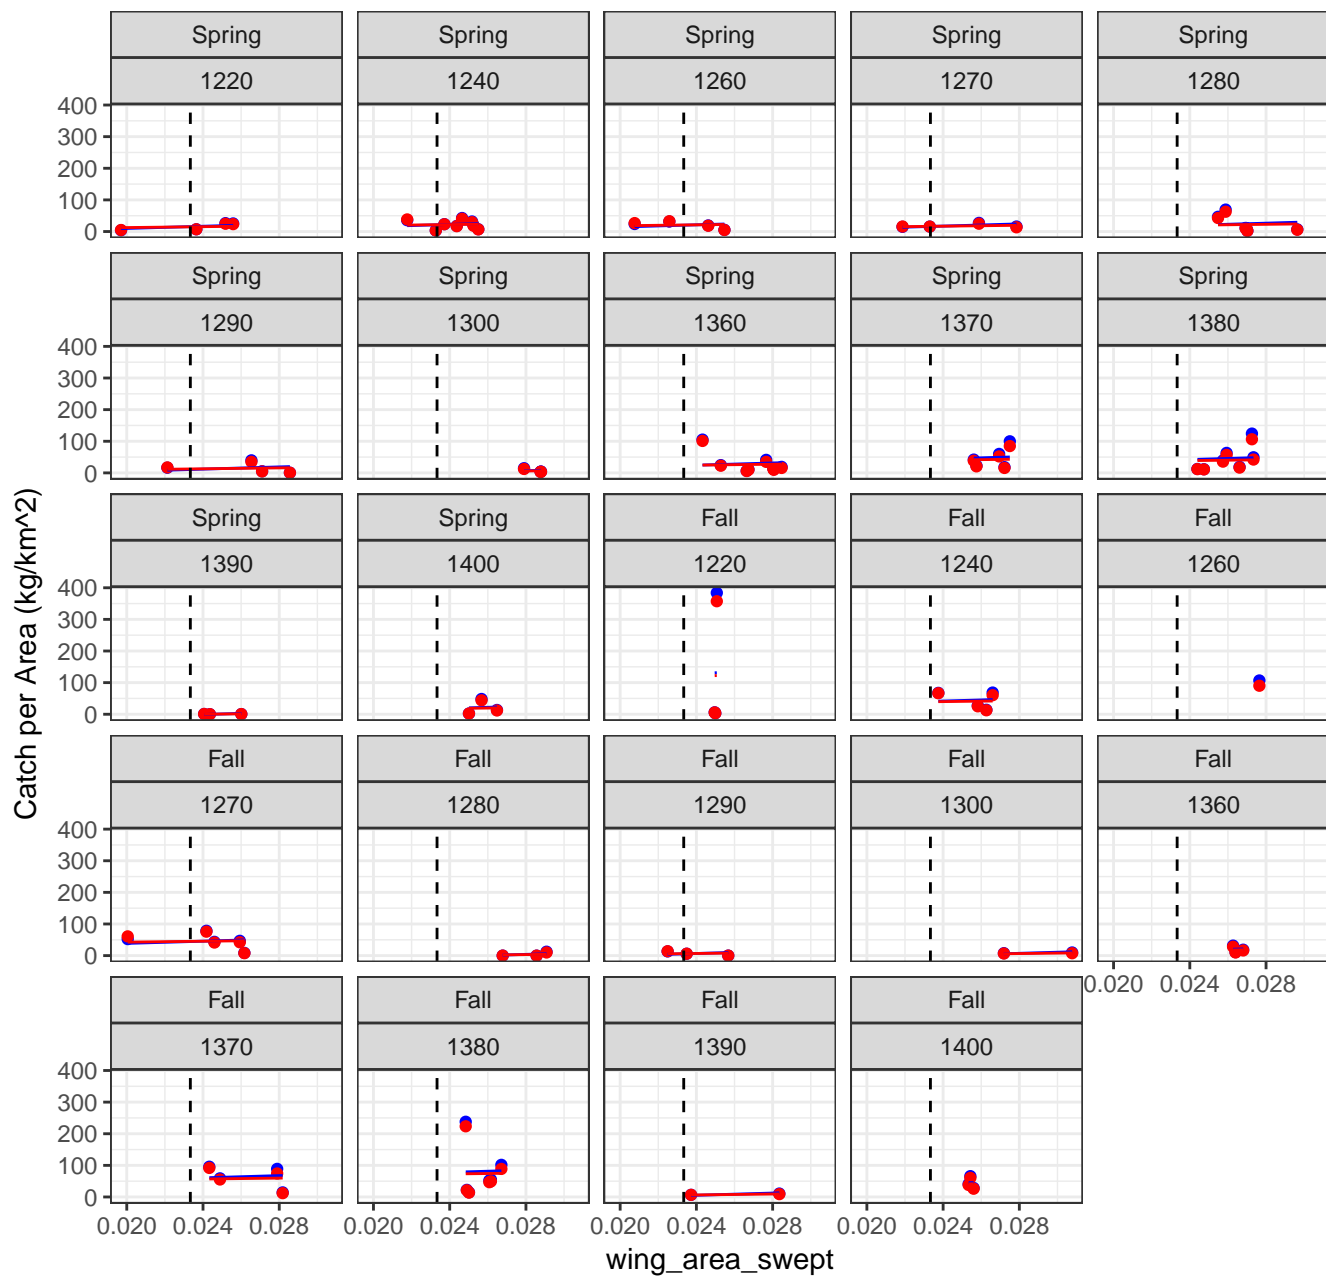 Spring Spring Spring Spring Spring
1220 1240 1260 1270 1280
400
300
200
100
0
Spring Spring Spring Spring Spring
1290 1300 1360 1370 1380
400
300
200
100
0
Spring Spring Fall Fall Fall
1390 1400 1220 1240 1260
400
300
200
100
0
Fall Fall Fall Fall Fall
1270 1280 1290 1300 1360
400
300
200
100
0
0.020 0.024 0.028
Fall Fall Fall Fall
1370 1380 1390 1400
400
300
200
100
0
0.020 0.024 0.028 0.020 0.024 0.028 0.020 0.024 0.028 0.020 0.024 0.028
wing_area_swept
Catch per Area (kg/km^2)